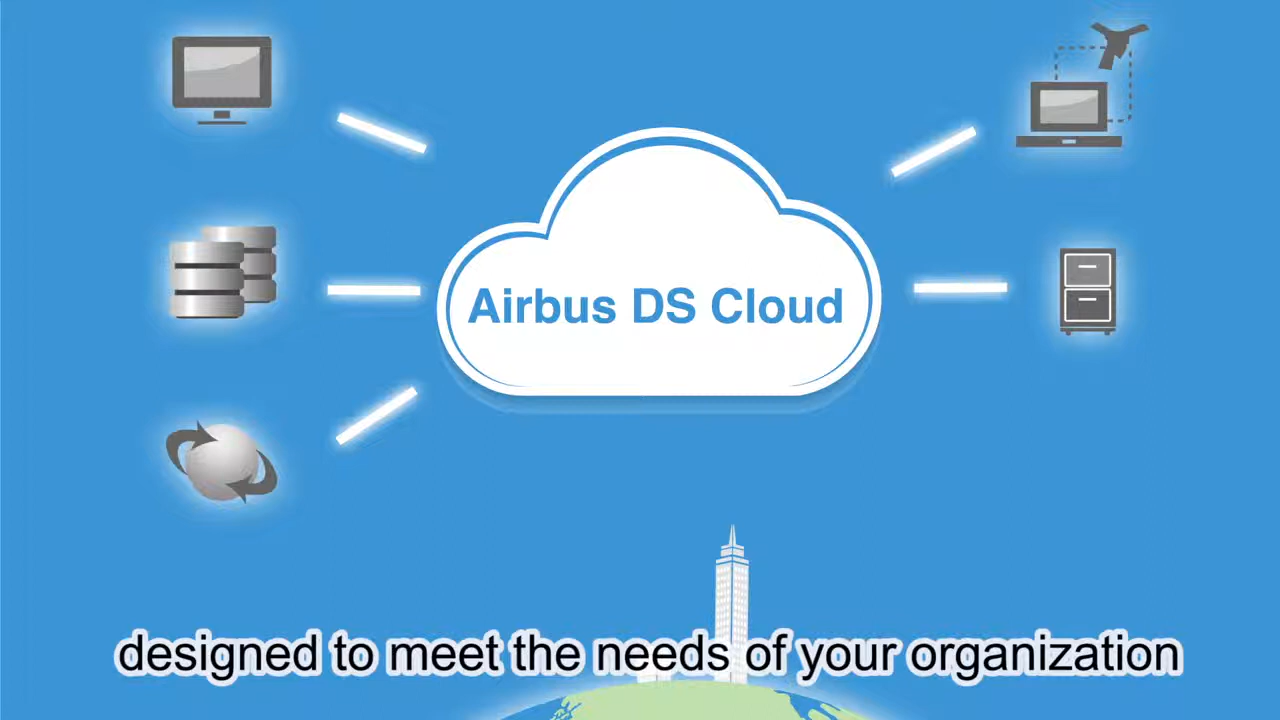 Airbus DS Cloud
designed to meet the needs of your organization